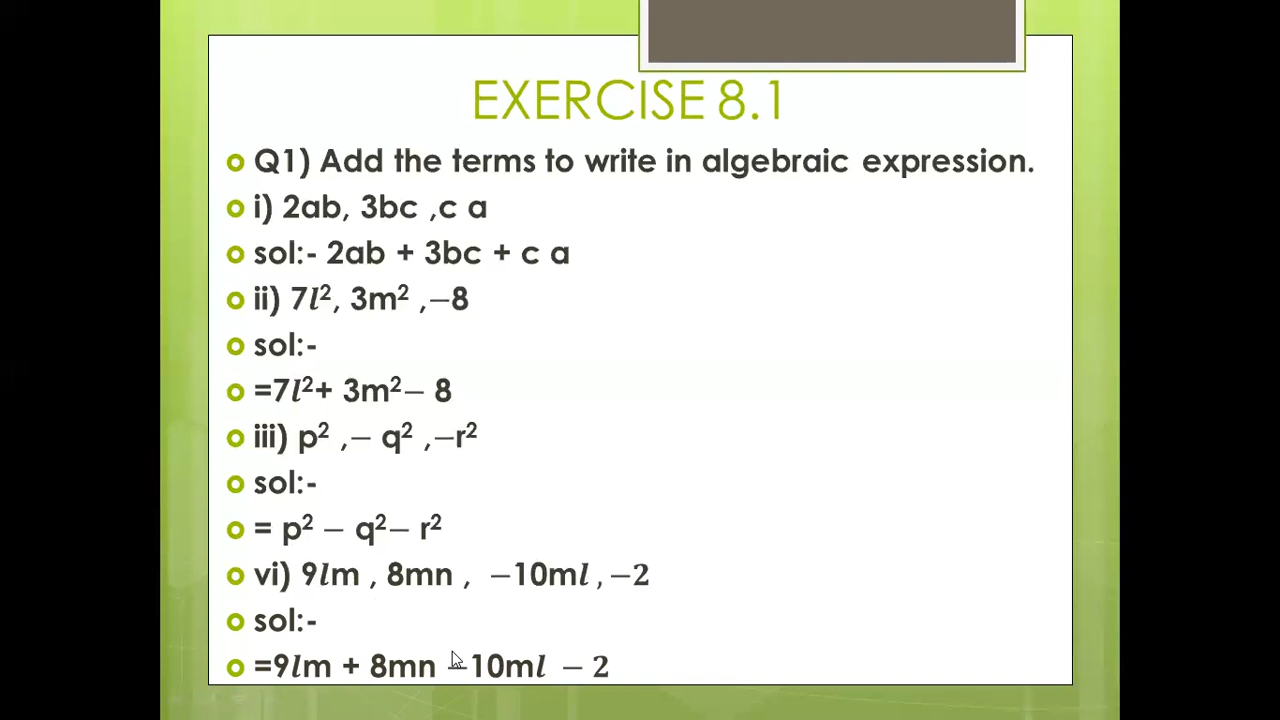 EXERCISE 8.1
Q1) Add the terms to write in algebraic expression.
i) 2ab, 3bc ,c a
sol:- 2ab + 3bc + c a
ii) 7𝑙², 3m² ,−8
sol:-
=7𝑙²+ 3m²− 8
iii) p² ,− q² ,−r²
sol:-
= p² − q²− r²
vi) 9𝑙m , 8mn , −10m𝑙 , −2
sol:-
=9𝑙m + 8mn −10m𝑙 − 2